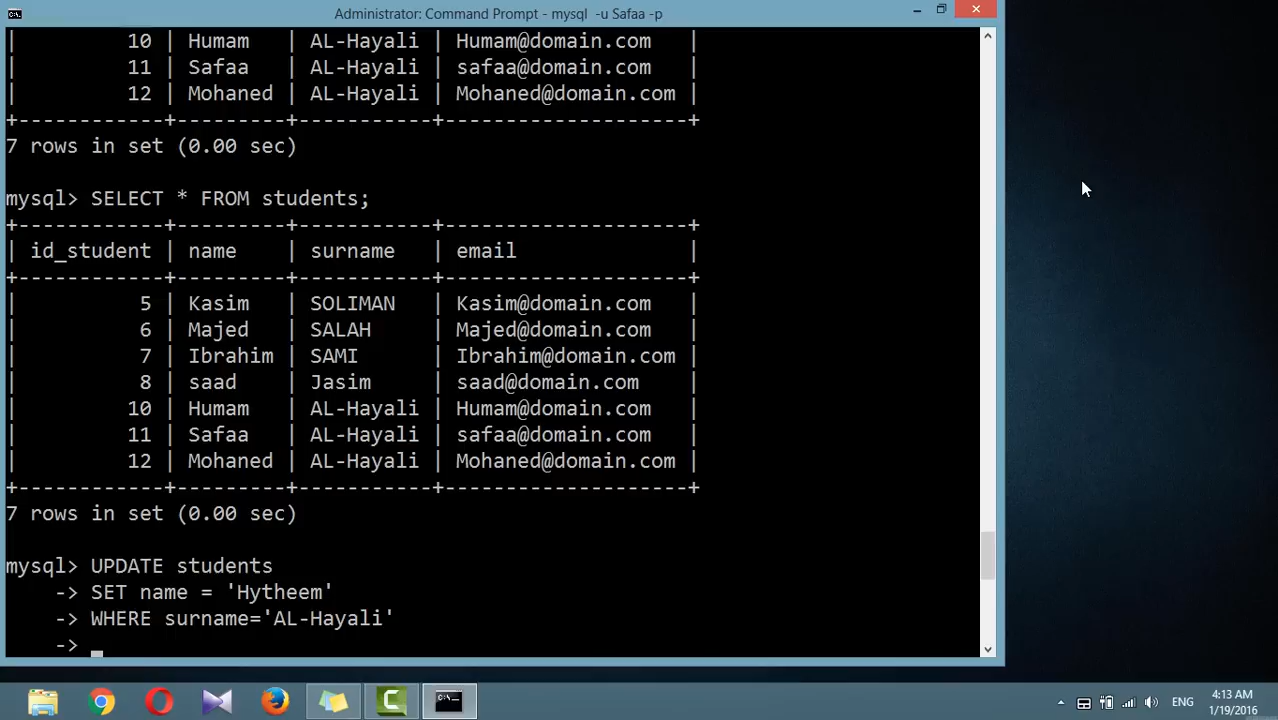 Administrator: Command Prompt - mysql -u Safaa -p
|         10 | Humam   | AL-Hayali | Humam@domain.com   |
|         11 | Safaa   | AL-Hayali | safaa@domain.com   |
|         12 | Mohaned | AL-Hayali | Mohaned@domain.com |
+------------+---------+-----------+--------------------+
7 rows in set (0.00 sec)
mysql> SELECT * FROM students;
+------------+---------+-----------+--------------------+
| id_student | name    | surname   | email              |
+------------+---------+-----------+--------------------+
|          5 | Kasim   | SOLIMAN   | Kasim@domain.com   |
|          6 | Majed   | SALAH     | Majed@domain.com   |
|          7 | Ibrahim | SAMI      | Ibrahim@domain.com |
|          8 | saad    | Jasim     | saad@domain.com    |
|         10 | Humam   | AL-Hayali | Humam@domain.com   |
|         11 | Safaa   | AL-Hayali | safaa@domain.com   |
|         12 | Mohaned | AL-Hayali | Mohaned@domain.com |
+------------+---------+-----------+--------------------+
7 rows in set (0.00 sec)
mysql> UPDATE students
    -> SET name = 'Hytheem'
    -> WHERE surname='AL-Hayali'
    -> _
ENG
4:13 AM
1/19/2016